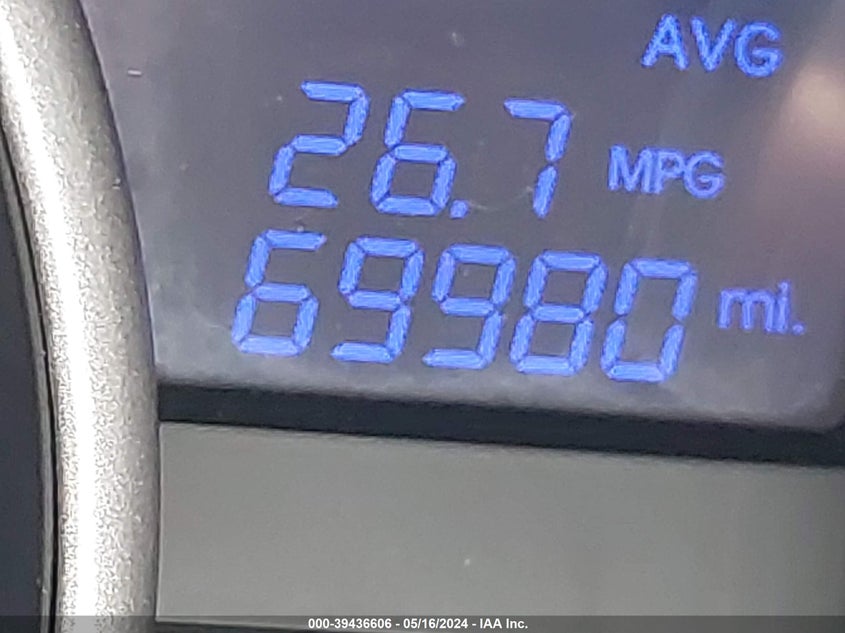 AVG
26.7 MPG
69980 mi.
000-39436606 - 05/16/2024 - IAA Inc.